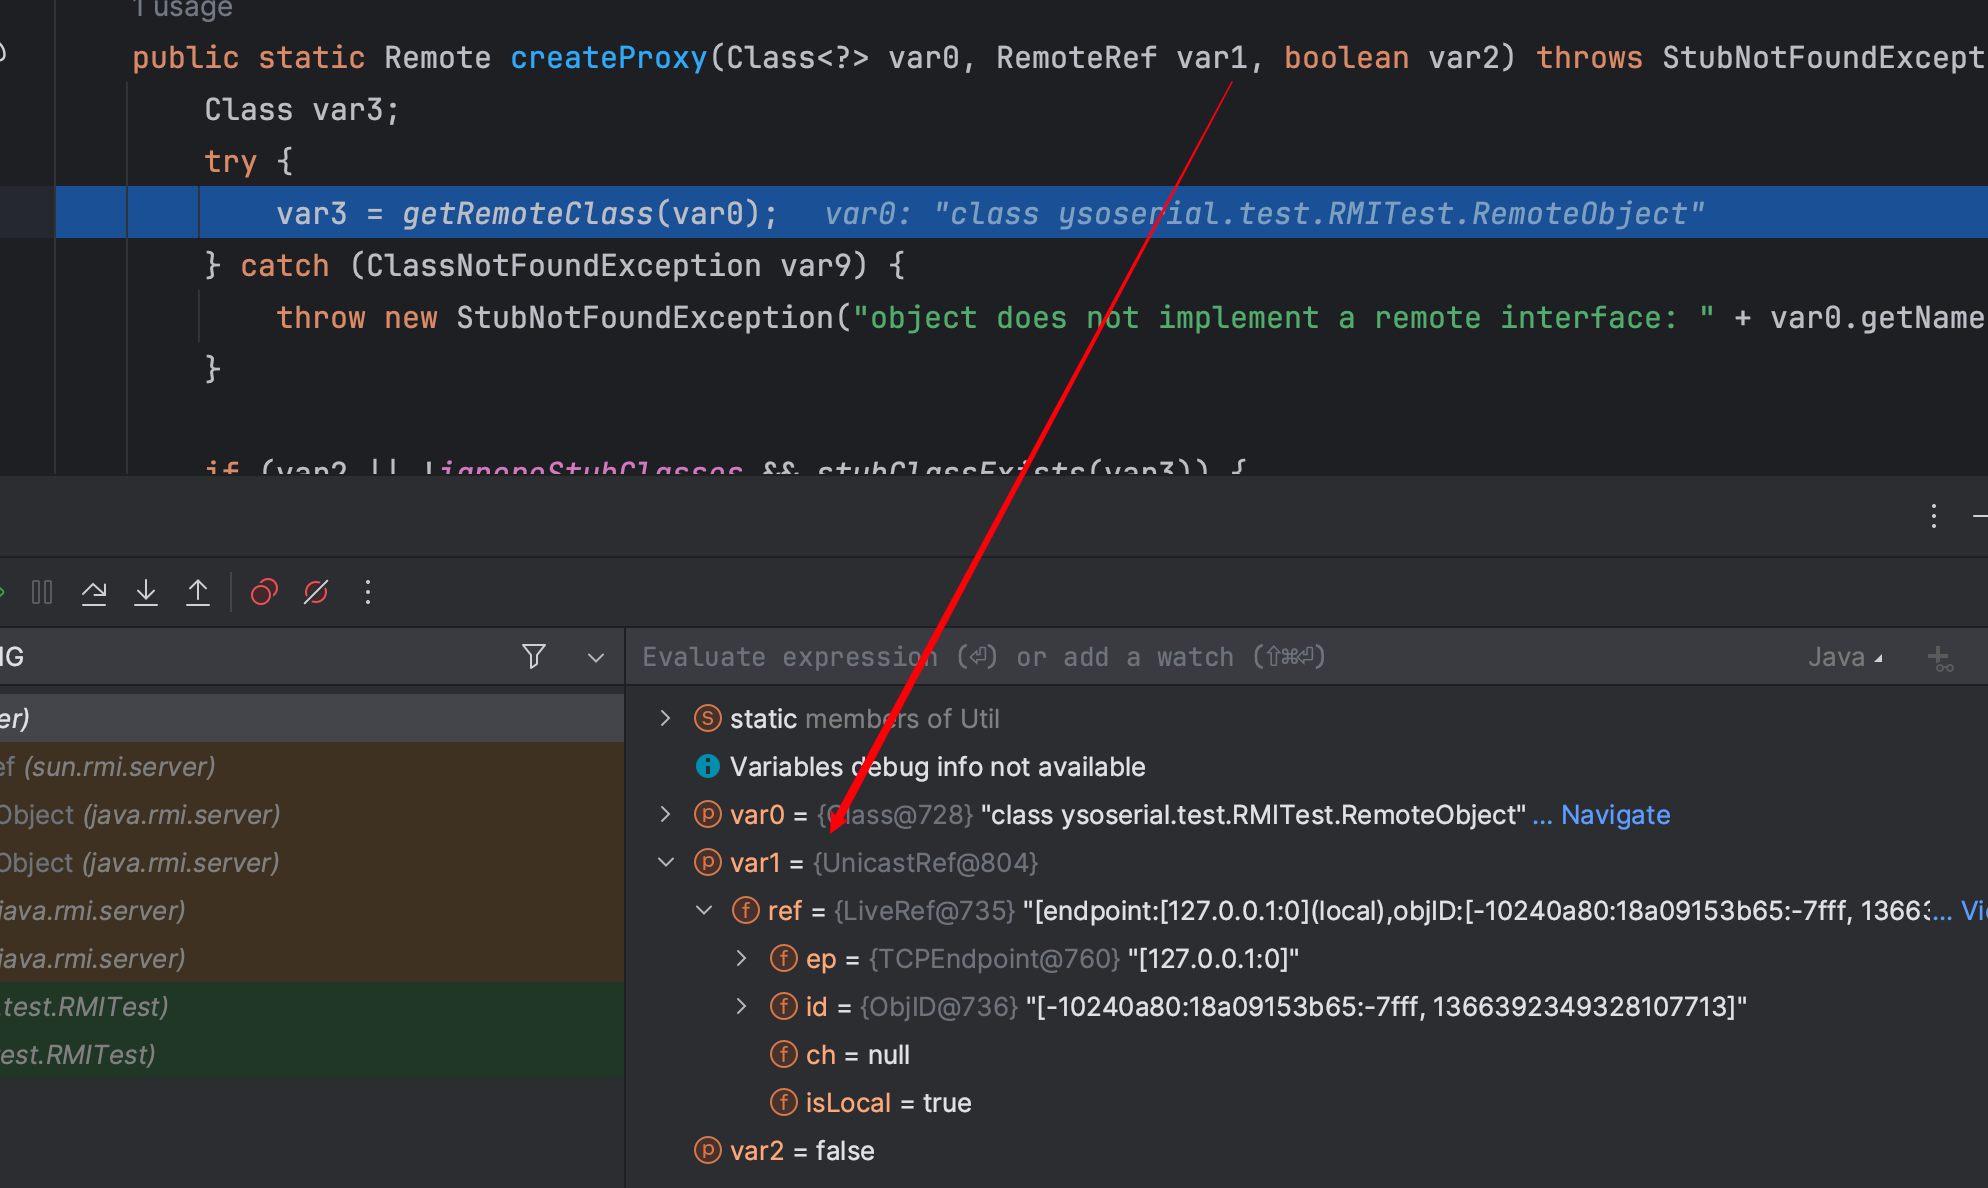 1 usage
public static Remote createProxy(Class<?> var0, RemoteRef var1, boolean var2) throws StubNotFoundExcept
Class var3;
try {
var3 = getRemoteClass(var0);   var0: "class ysoserial.test.RMITest.RemoteObject"
} catch (ClassNotFoundException var9) {
throw new StubNotFoundException("object does not implement a remote interface: " + var0.getName
}
if (var2 || !ignoreStubClasses && stubClassExists(var3)) {
Evaluate expression (⏎) or add a watch (⇧⌘⏎)
Java
er)
ef (sun.rmi.server)
Object (java.rmi.server)
Object (java.rmi.server)
java.rmi.server)
java.rmi.server)
.test.RMITest)
est.RMITest)
static members of Util
Variables debug info not available
var0 = {Class@728} "class ysoserial.test.RMITest.RemoteObject" ... Navigate
var1 = {UnicastRef@804}
ref = {LiveRef@735} "[endpoint:[127.0.0.1:0](local),objID:[-10240a80:18a09153b65:-7fff, 13663... Vi
ep = {TCPEndpoint@760} "[127.0.0.1:0]"
id = {ObjID@736} "[-10240a80:18a09153b65:-7fff, 1366392349328107713]"
ch = null
isLocal = true
var2 = false